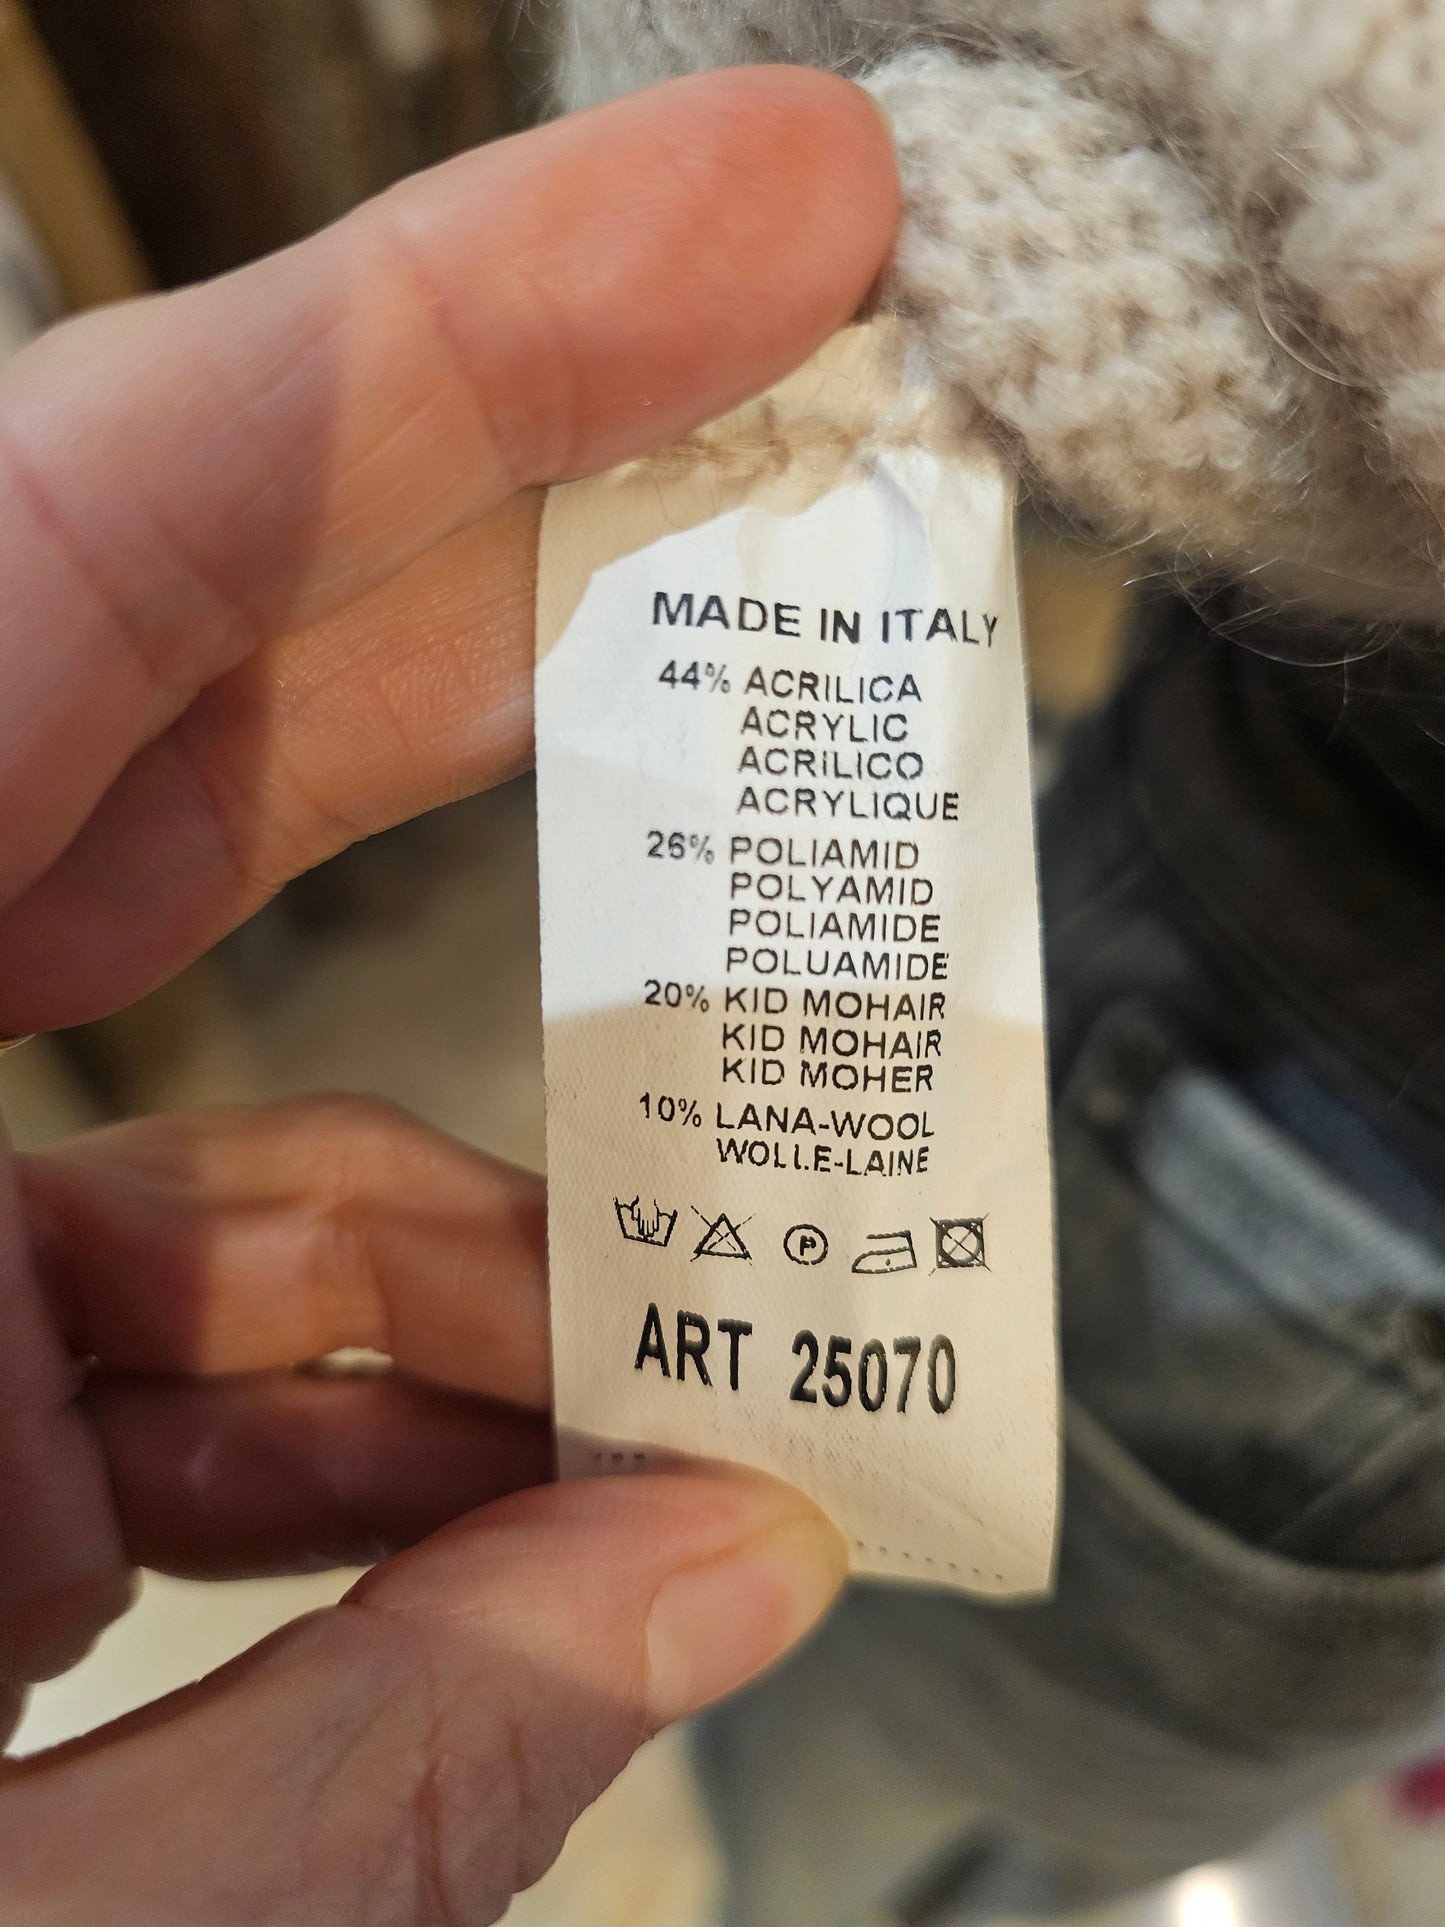 MADE IN ITALY
44% ACRILICA
ACRYLIC
ACRILICO
ACRYLIQUE
26% POLIAMID
POLYAMID
POLIAMIDE
POLUAMIDE
20% KID MOHAIR
KID MOHAIR
KID MOHER
10% LANA-WOOL
WOLLE-LAINE
P
ART 25070